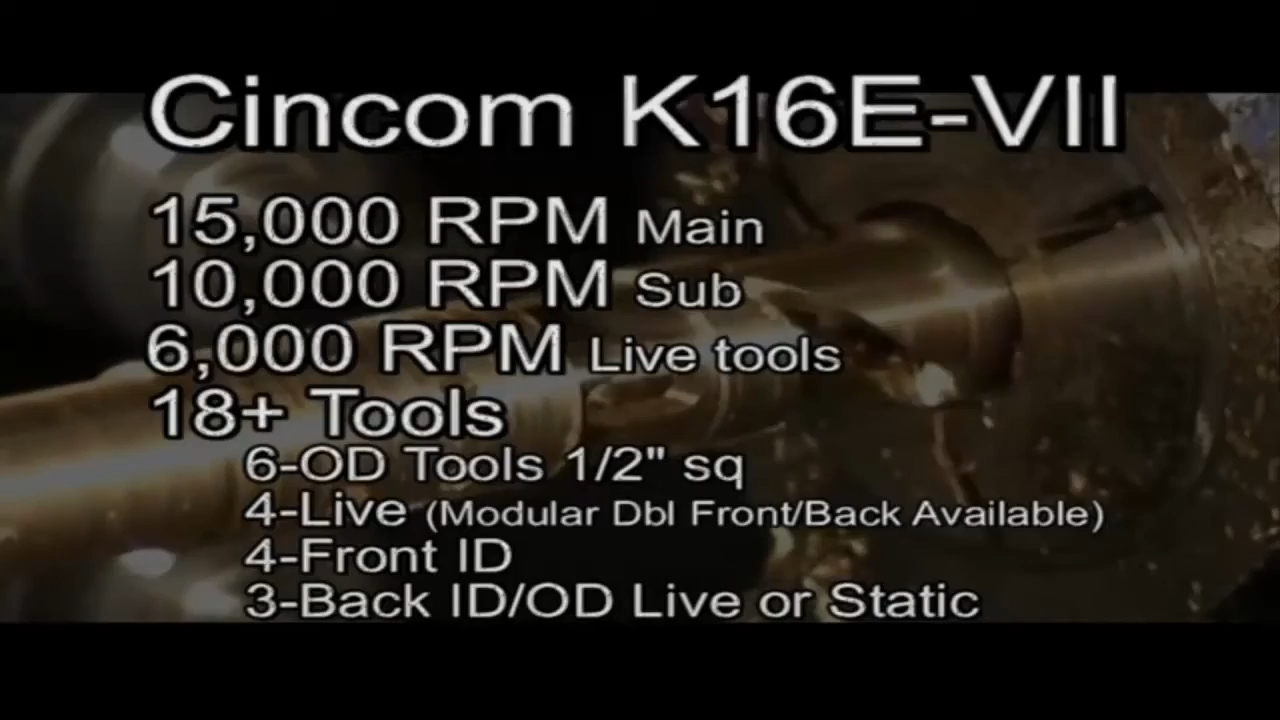 Cincom K16E-VII
15,000 RPM Main
10,000 RPM Sub
6,000 RPM Live tools
18+ Tools
6-OD Tools 1/2" sq
4-Live (Modular Dbl Front/Back Available)
4-Front ID
3-Back ID/OD Live or Static